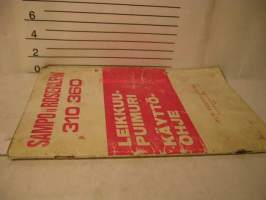 6
4
2
0
SAMPO ROSENLEW
310 360
LEIKKUU-
PUIMURI
KÄYTTÖ-
OHJE